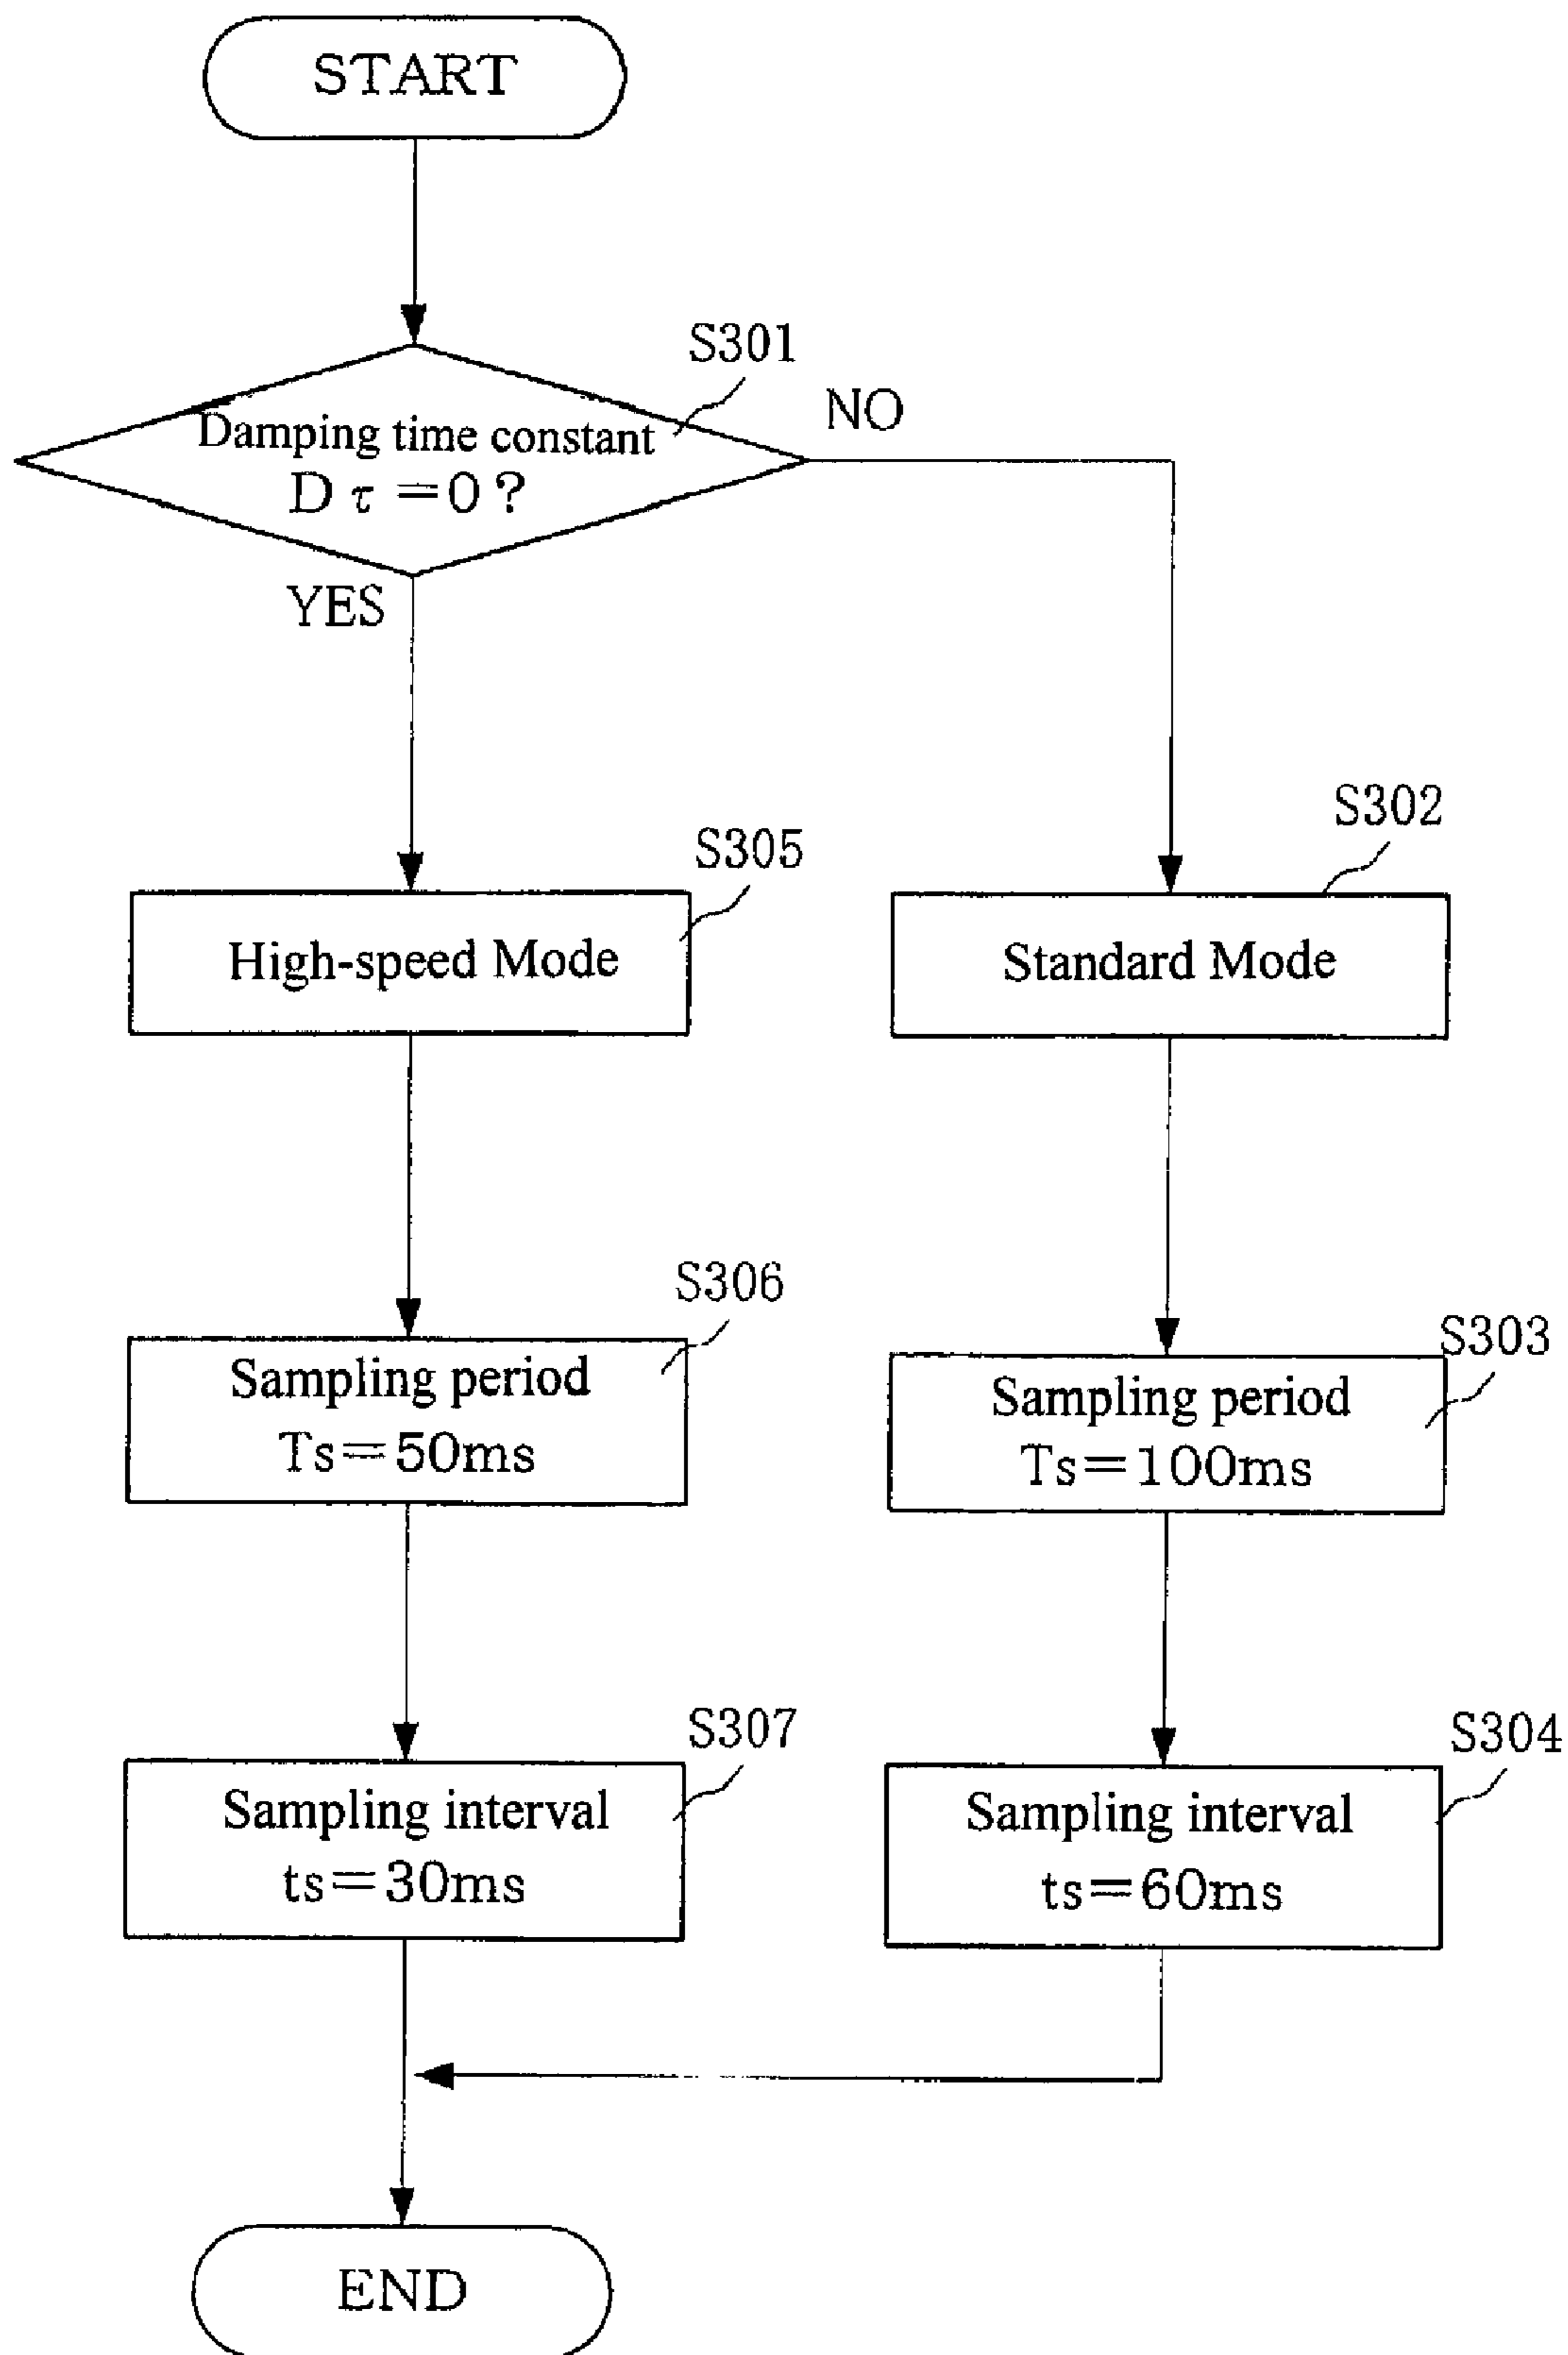 START
S301
NO
Damping time constant
D τ =0 ?
YES
S302
S305
High-speed Mode
Standard Mode
S306
S303
Sampling period
Ts=50ms
Sampling period
Ts=100ms
S307
S304
Sampling interval
ts=30ms
Sampling interval
ts=60ms
END